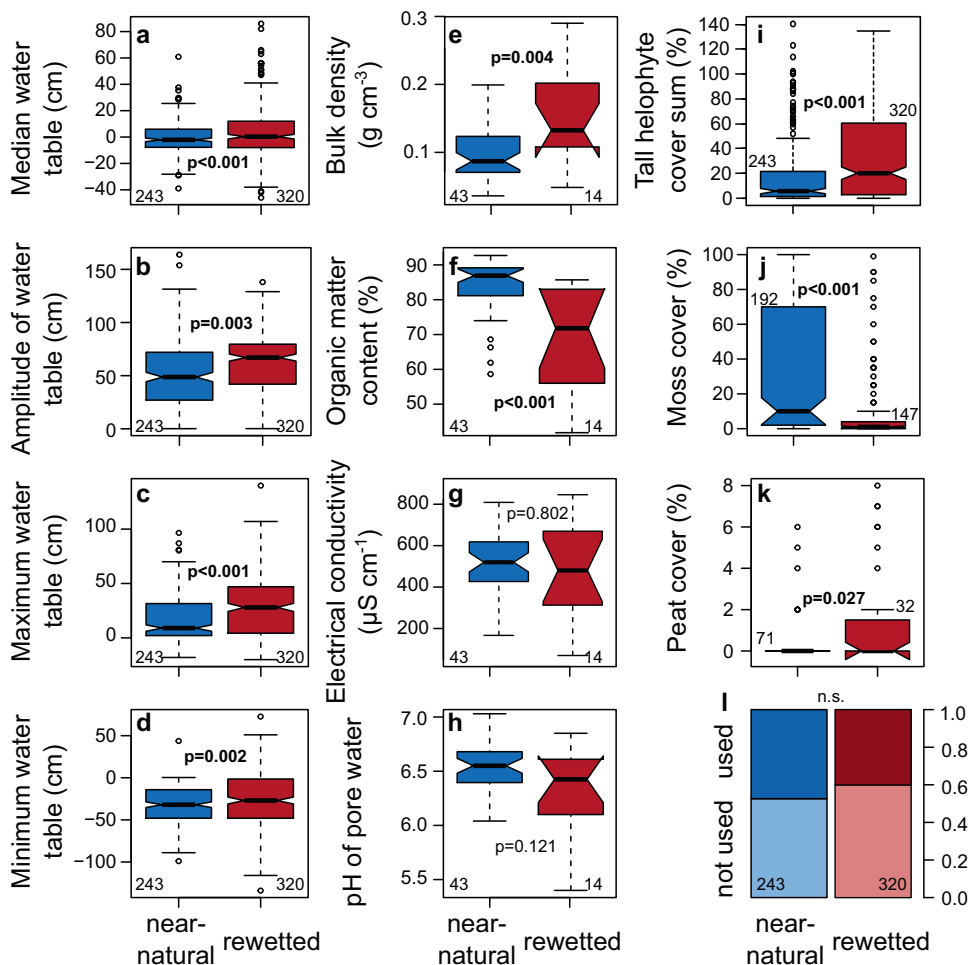 a
Median water
table (cm)
80
60
40
20
0
−20
−40
p<0.001
243
320
b
Amplitude of water
table (cm)
150
100
50
0
p=0.003
243
320
c
Maximum water
table (cm)
100
50
0
p<0.001
243
320
d
Minimum water
table (cm)
50
0
−50
−100
p=0.002
243
320
near-
natural
rewetted
e
Bulk density
(g cm⁻³)
0.3
0.2
0.1
p=0.004
43
14
f
Organic matter
content (%)
90
80
70
60
50
p<0.001
43
14
g
Electrical conductivity
(µS cm⁻¹)
800
600
400
200
p=0.802
43
14
h
pH of pore water
7.0
6.5
6.0
5.5
p=0.121
43
14
near-
natural
rewetted
i
Tall helophyte
cover sum (%)
140
120
100
80
60
40
20
0
p<0.001
243
320
j
Moss cover (%)
100
80
60
40
20
0
p<0.001
192
147
k
Peat cover (%)
8
6
4
2
0
p=0.027
71
32
l
n.s.
used
not used
1.0
0.8
0.6
0.4
0.2
0.0
243
320
near-
natural
rewetted